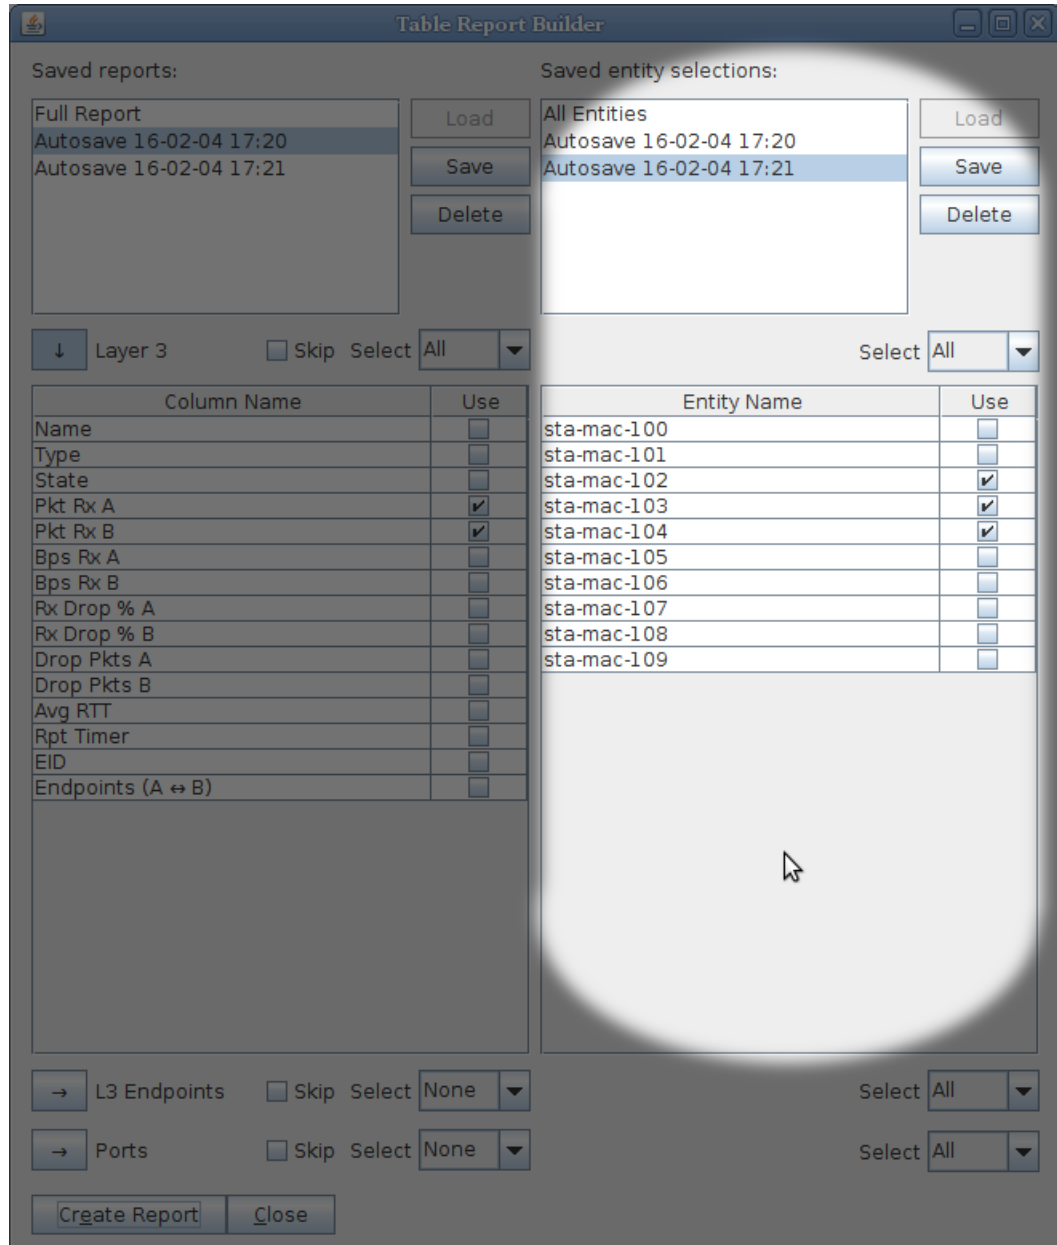 Table Report Builder
Saved reports:
Full Report
Autosave 16-02-04 17:20
Autosave 16-02-04 17:21
Load
Save
Delete
Saved entity selections:
All Entities
Autosave 16-02-04 17:20
Autosave 16-02-04 17:21
Load
Save
Delete
↓ Layer 3 Skip Select All
Select All
Column Name Use
Name
Type
State
Pkt Rx A
Pkt Rx B
Bps Rx A
Bps Rx B
Rx Drop % A
Rx Drop % B
Drop Pkts A
Drop Pkts B
Avg RTT
Rpt Timer
EID
Endpoints (A ↔ B)
Entity Name Use
sta-mac-100
sta-mac-101
sta-mac-102
sta-mac-103
sta-mac-104
sta-mac-105
sta-mac-106
sta-mac-107
sta-mac-108
sta-mac-109
→ L3 Endpoints Skip Select None
Select All
→ Ports Skip Select None
Select All
Create Report Close